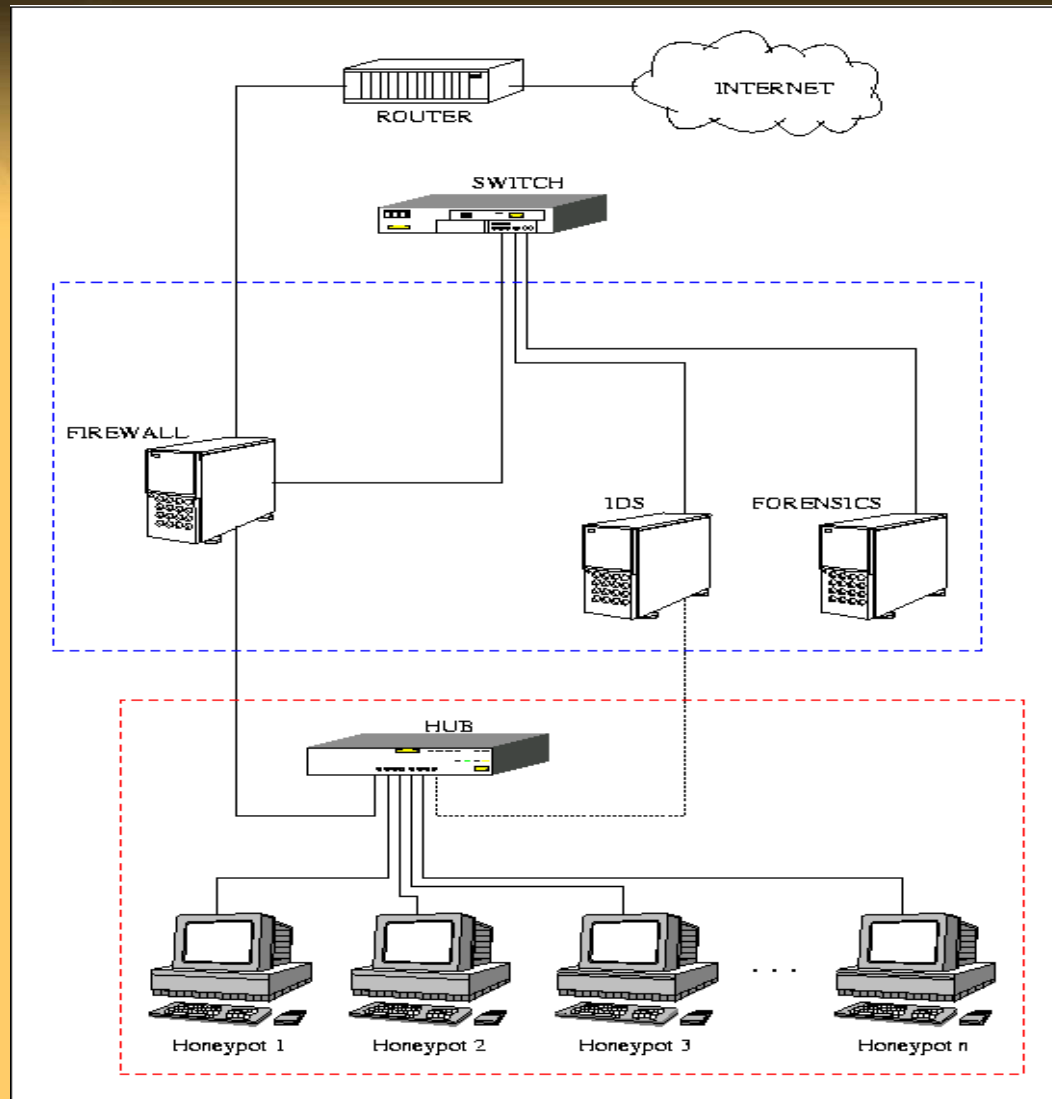 INTERNET
ROUTER
SWITCH
FIREWALL
IDS
FORENSICS
HUB
. . .
Honeypot 1
Honeypot 2
Honeypot 3
Honeypot n